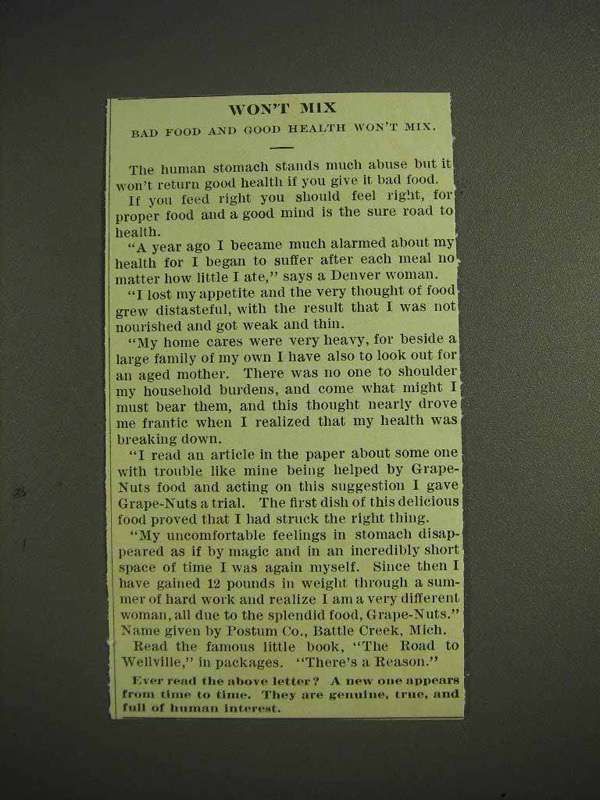 WON'T MIX
BAD FOOD AND GOOD HEALTH WON'T MIX.
The human stomach stands much abuse but it
won't return good health if you give it bad food.
If you feed right you should feel right, for
proper food and a good mind is the sure road to
health.
"A year ago I became much alarmed about my
health for I began to suffer after each meal no
matter how little I ate," says a Denver woman.
"I lost my appetite and the very thought of food
grew distasteful, with the result that I was not
nourished and got weak and thin.
"My home cares were very heavy, for beside a
large family of my own I have also to look out for
an aged mother. There was no one to shoulder
my household burdens, and come what might I
must bear them, and this thought nearly drove
me frantic when I realized that my health was
breaking down.
"I read an article in the paper about some one
with trouble like mine being helped by Grape-
Nuts food and acting on this suggestion I gave
Grape-Nuts a trial. The first dish of this delicious
food proved that I had struck the right thing.
"My uncomfortable feelings in stomach disap-
peared as if by magic and in an incredibly short
space of time I was again myself. Since then I
have gained 12 pounds in weight through a sum-
mer of hard work and realize I am a very different
woman, all due to the splendid food, Grape-Nuts."
Name given by Postum Co., Battle Creek, Mich.
Read the famous little book, "The Road to
Wellville," in packages. "There's a Reason."
Ever read the above letter? A new one appears
from time to time. They are genuine, true, and
full of human interest.